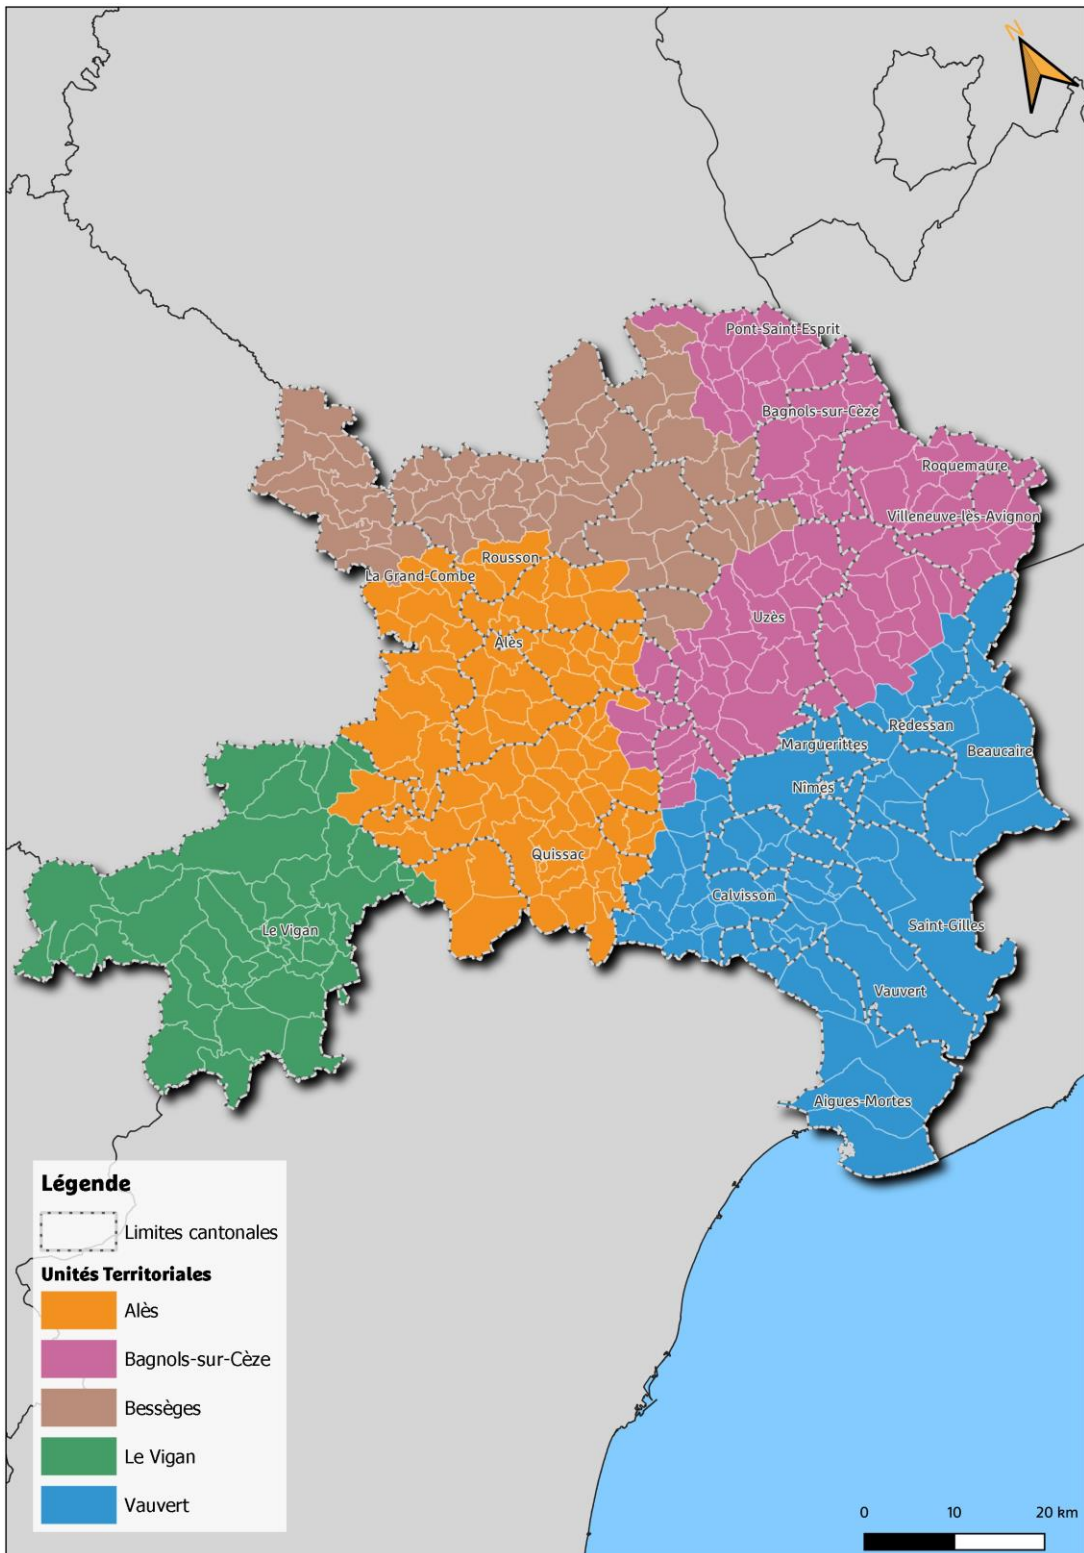 N
Pont-Saint-Esprit
Bagnols-sur-Cèze
Roquemaure
Villeneuve-lès-Avignon
Rousson
La Grand-Combe
Uzès
Alès
Rédessan
Marguerittes
Beaucaire
Nîmes
Quissac
Calvisson
Saint-Gilles
Le Vigan
Vauvert
Aigues-Mortes
Légende
Limites cantonales
Unités Territoriales
Alès
Bagnols-sur-Cèze
Bessèges
Le Vigan
Vauvert
0 10 20 km